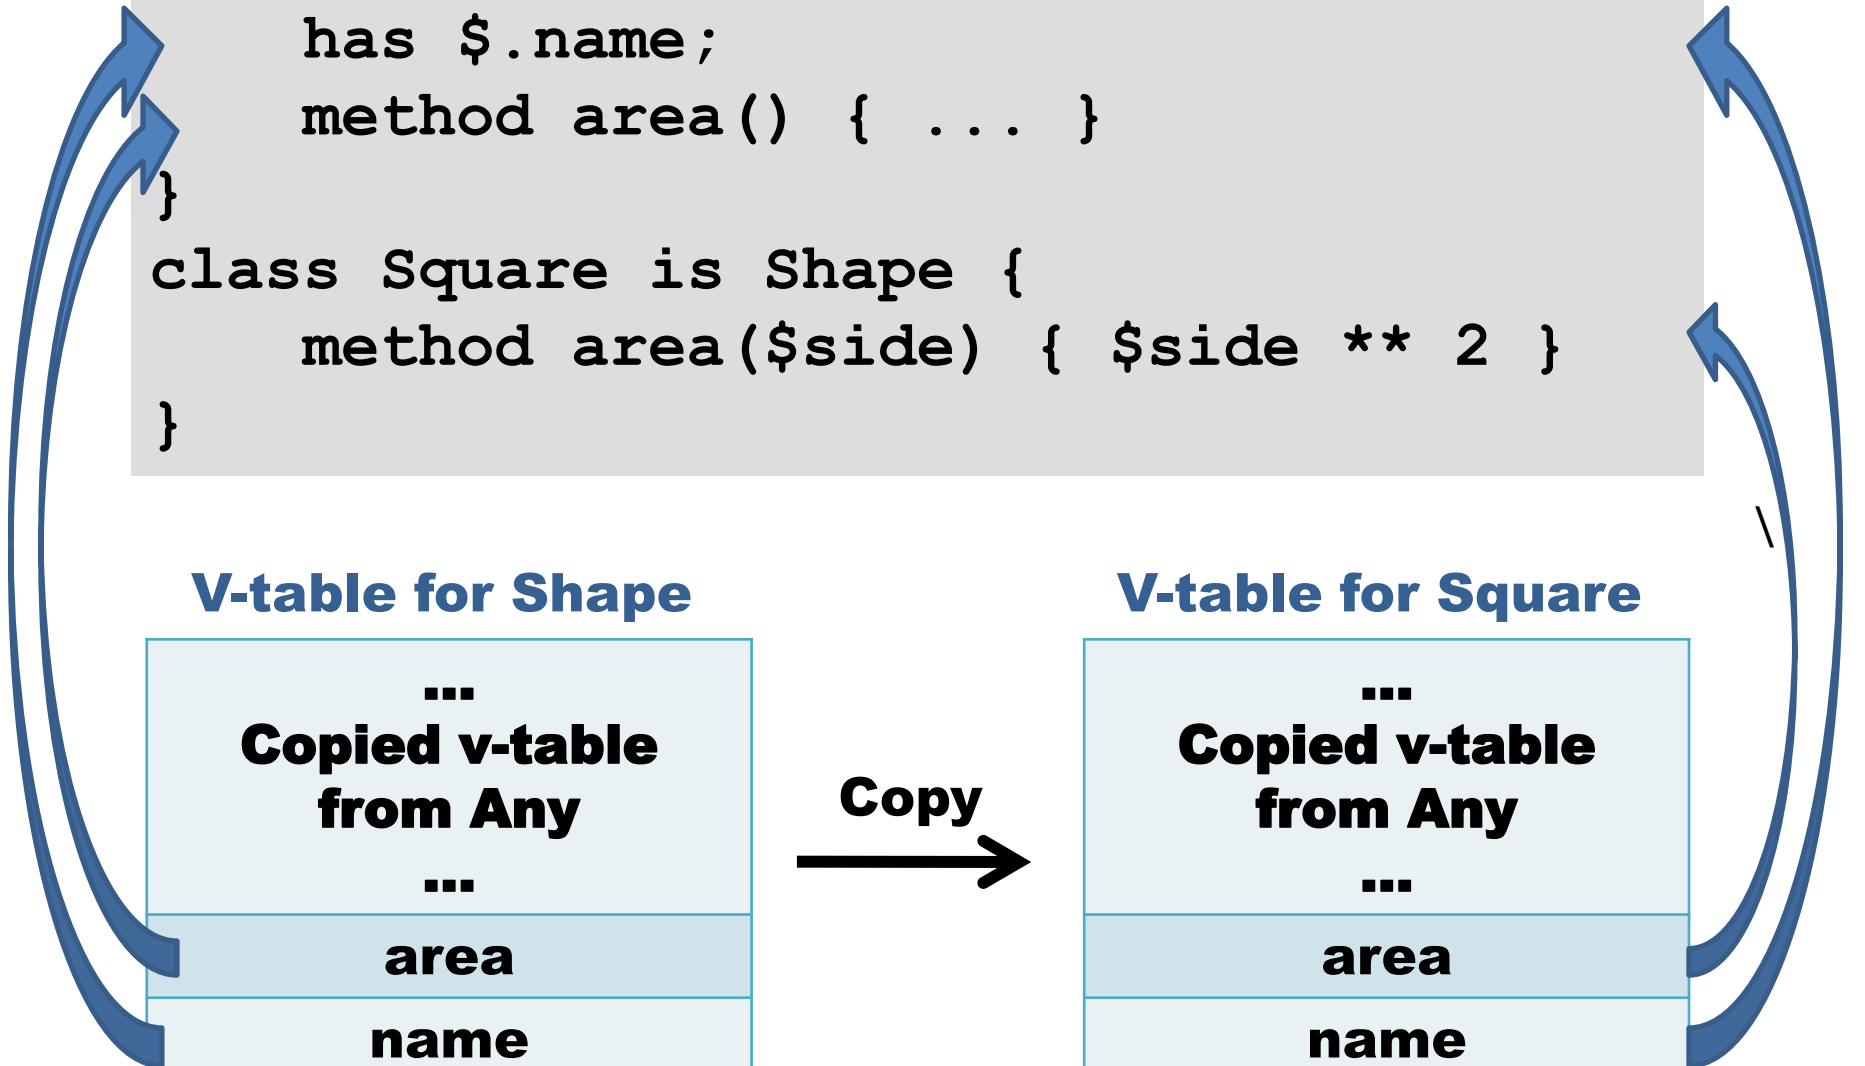 has $.name;
method area() { ... }
}
class Square is Shape {
method area($side) { $side ** 2 }
}
\
V-table for Shape
V-table for Square
...
Copied v-table
from Any
...
area
name
Copy
...
Copied v-table
from Any
...
area
name